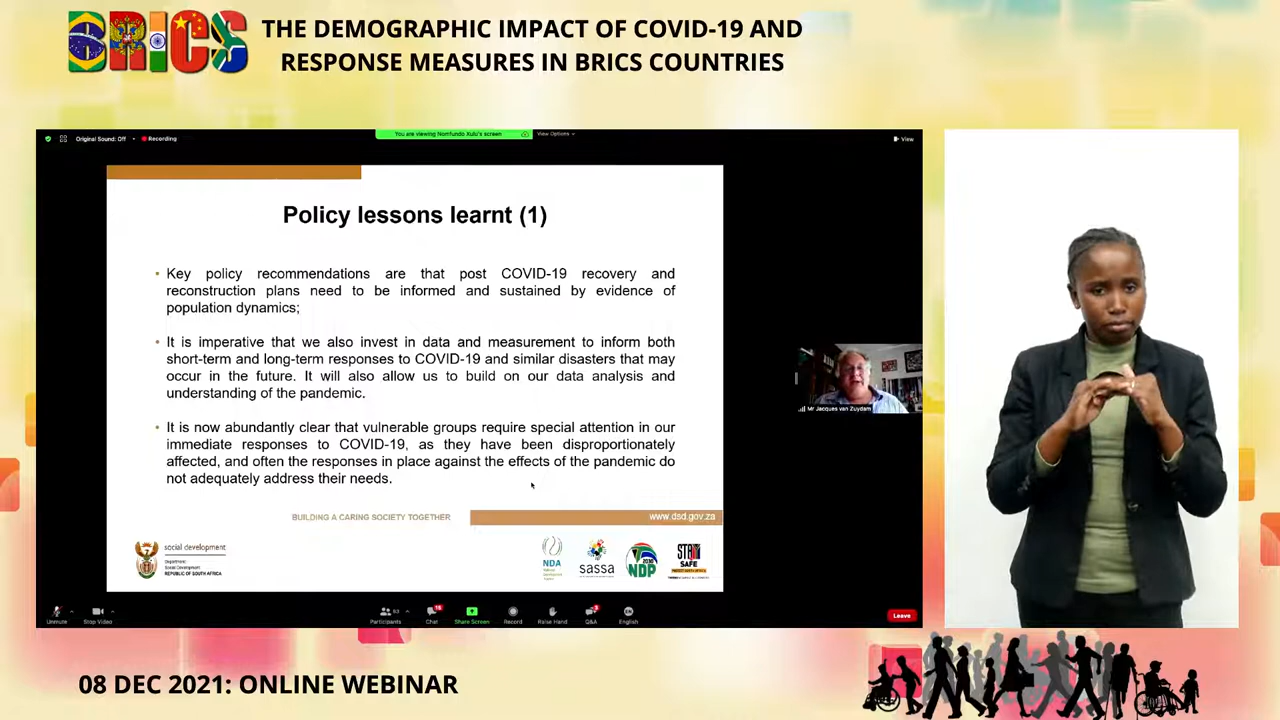 BRICS
THE DEMOGRAPHIC IMPACT OF COVID-19 AND
RESPONSE MEASURES IN BRICS COUNTRIES
Original Sound: Off
Recording
You are viewing Nomfundo Xulu's screen
View Options
View
Policy lessons learnt (1)
• Key policy recommendations are that post COVID-19 recovery and
reconstruction plans need to be informed and sustained by evidence of
population dynamics;
• It is imperative that we also invest in data and measurement to inform both
short-term and long-term responses to COVID-19 and similar disasters that may
occur in the future. It will also allow us to build on our data analysis and
understanding of the pandemic.
• It is now abundantly clear that vulnerable groups require special attention in our
immediate responses to COVID-19, as they have been disproportionately
affected, and often the responses in place against the effects of the pandemic do
not adequately address their needs.
Mr Jacques van Zuydam
BUILDING A CARING SOCIETY TOGETHER
www.dsd.gov.za
social development
Department:
Social Development
REPUBLIC OF SOUTH AFRICA
NDA
sassa
2030
NDP
STAY
SAFE
Unmute
Stop Video
Participants
53
Chat
16
Share Screen
Record
Raise Hand
Q&A
3
English
Leave
08 DEC 2021: ONLINE WEBINAR